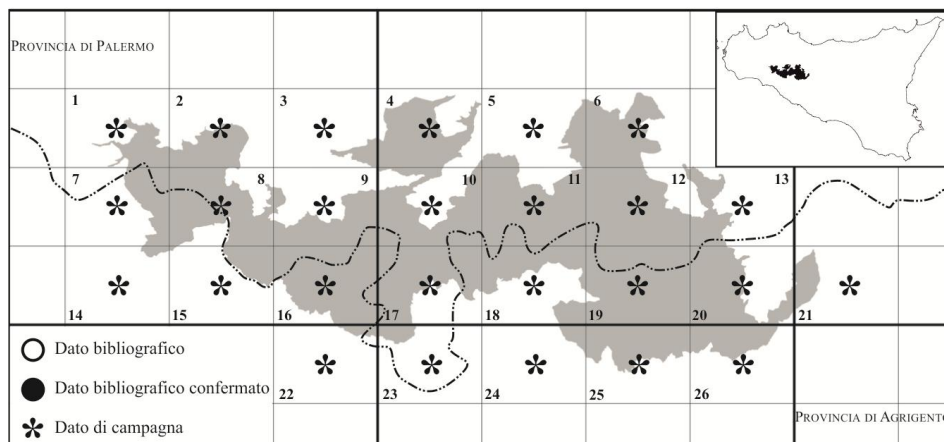 PROVINCIA DI PALERMO
1 2 3 4 5 6
7 8 9 10 11 12 13
14 15 16 17 18 19 20 21
22 23 24 25 26
Dato bibliografico
Dato bibliografico confermato
Dato di campagna
PROVINCIA DI AGRIGENTO